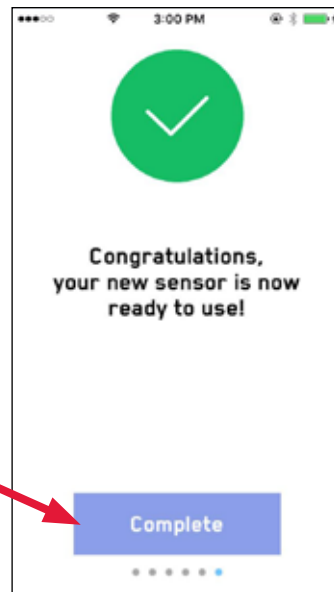 3:00 PM
Congratulations,
your new sensor is now
ready to use!
Complete